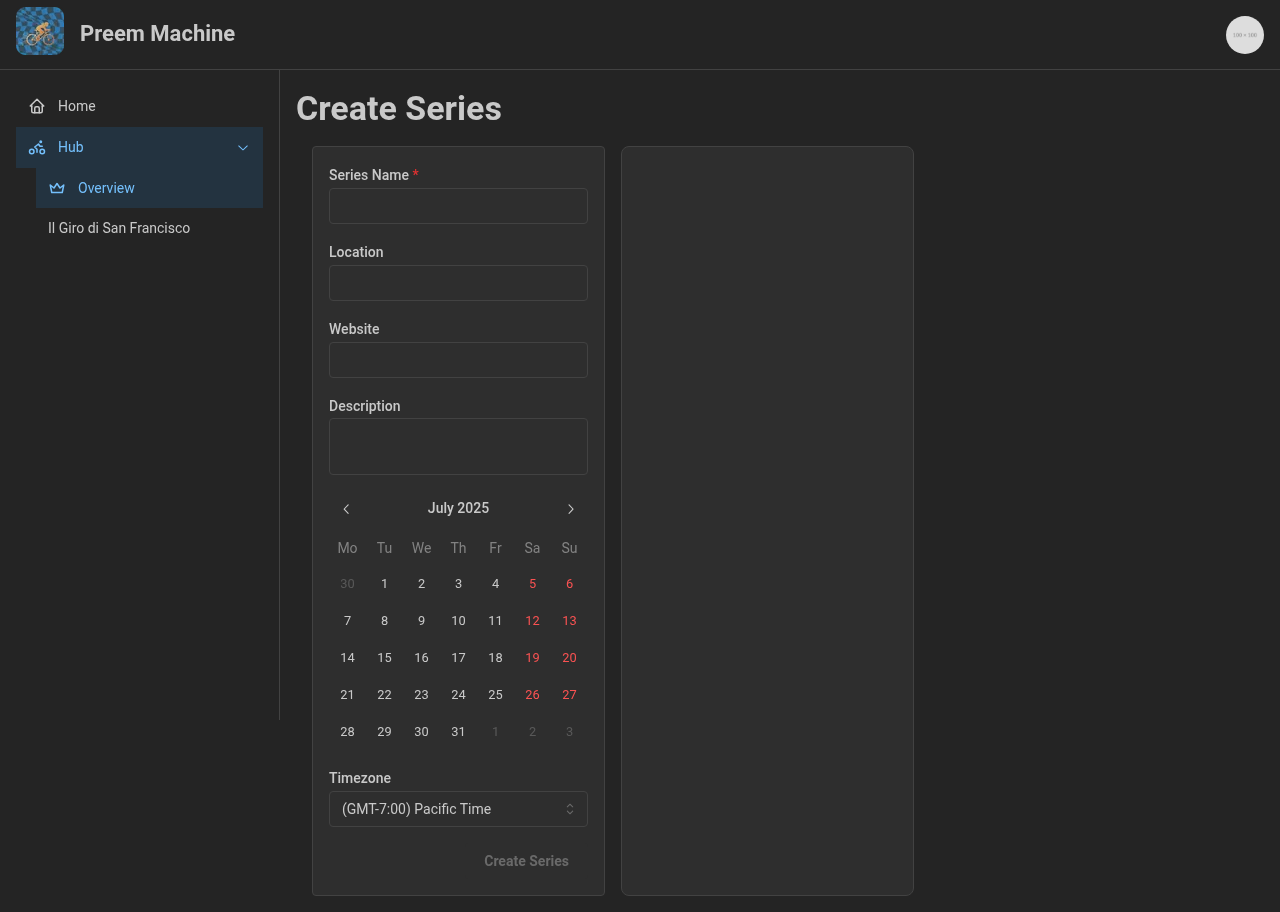 Preem Machine
100 × 100
Home
Hub
Overview
Il Giro di San Francisco
Create Series
Series Name *
Location
Website
Description
July 2025
Mo Tu We Th Fr Sa Su
30 1 2 3 4 5 6
7 8 9 10 11 12 13
14 15 16 17 18 19 20
21 22 23 24 25 26 27
28 29 30 31 1 2 3
Timezone
(GMT-7:00) Pacific Time
Create Series